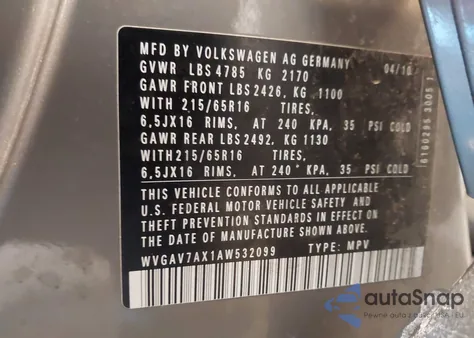 MFD BY VOLKSWAGEN AG GERMANY 04/10
GVWR LBS 4785 KG 2170
GAWR FRONT LBS 2426, KG 1100
WITH 215/65R16 TIRES,
6,5JX16 RIMS, AT 240 KPA, 35 PSI COLD
GAWR REAR LBS 2492, KG 1130
WITH 215/65R16 TIRES,
6,5JX16 RIMS, AT 240 KPA, 35 PSI COLD
THIS VEHICLE CONFORMS TO ALL APPLICABLE
U.S. FEDERAL MOTOR VEHICLE SAFETY AND
THEFT PREVENTION STANDARDS IN EFFECT ON
THE DATE OF MANUFACTURE SHOWN ABOVE.
WVGAV7AX1AW532099 TYPE: MPV
autoSnap